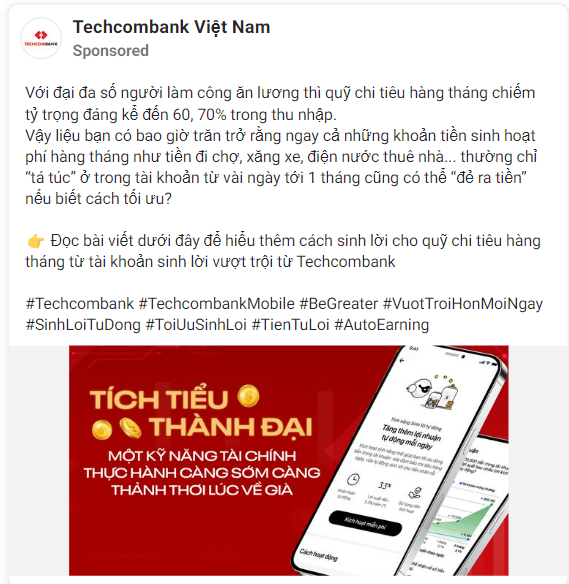 TECHCOMBANK
Techcombank Việt Nam
Sponsored
Với đại đa số người làm công ăn lương thì quỹ chi tiêu hàng tháng chiếm
tỷ trọng đáng kể đến 60, 70% trong thu nhập.
Vậy liệu bạn có bao giờ trăn trở rằng ngay cả những khoản tiền sinh hoạt
phí hàng tháng như tiền đi chợ, xăng xe, điện nước thuê nhà... thường chỉ
“tá túc” ở trong tài khoản từ vài ngày tới 1 tháng cũng có thể “đẻ ra tiền”
nếu biết cách tối ưu?
👉 Đọc bài viết dưới đây để hiểu thêm cách sinh lời cho quỹ chi tiêu hàng
tháng từ tài khoản sinh lời vượt trội từ Techcombank
#Techcombank #TechcombankMobile #BeGreater #VuotTroiHonMoiNgay
#SinhLoiTuDong #ToiUuSinhLoi #TienTuLoi #AutoEarning
TÍCH TIỂU
THÀNH ĐẠI
MỘT KỸ NĂNG TÀI CHÍNH
THỰC HÀNH CÀNG SỚM CÀNG
THẢNH THƠI LÚC VỀ GIÀ
9:41
Tính năng Sinh lời tự động
Tăng thêm lợi nhuận
tự động mỗi ngày
Kích hoạt miễn phí
Cách hoạt động